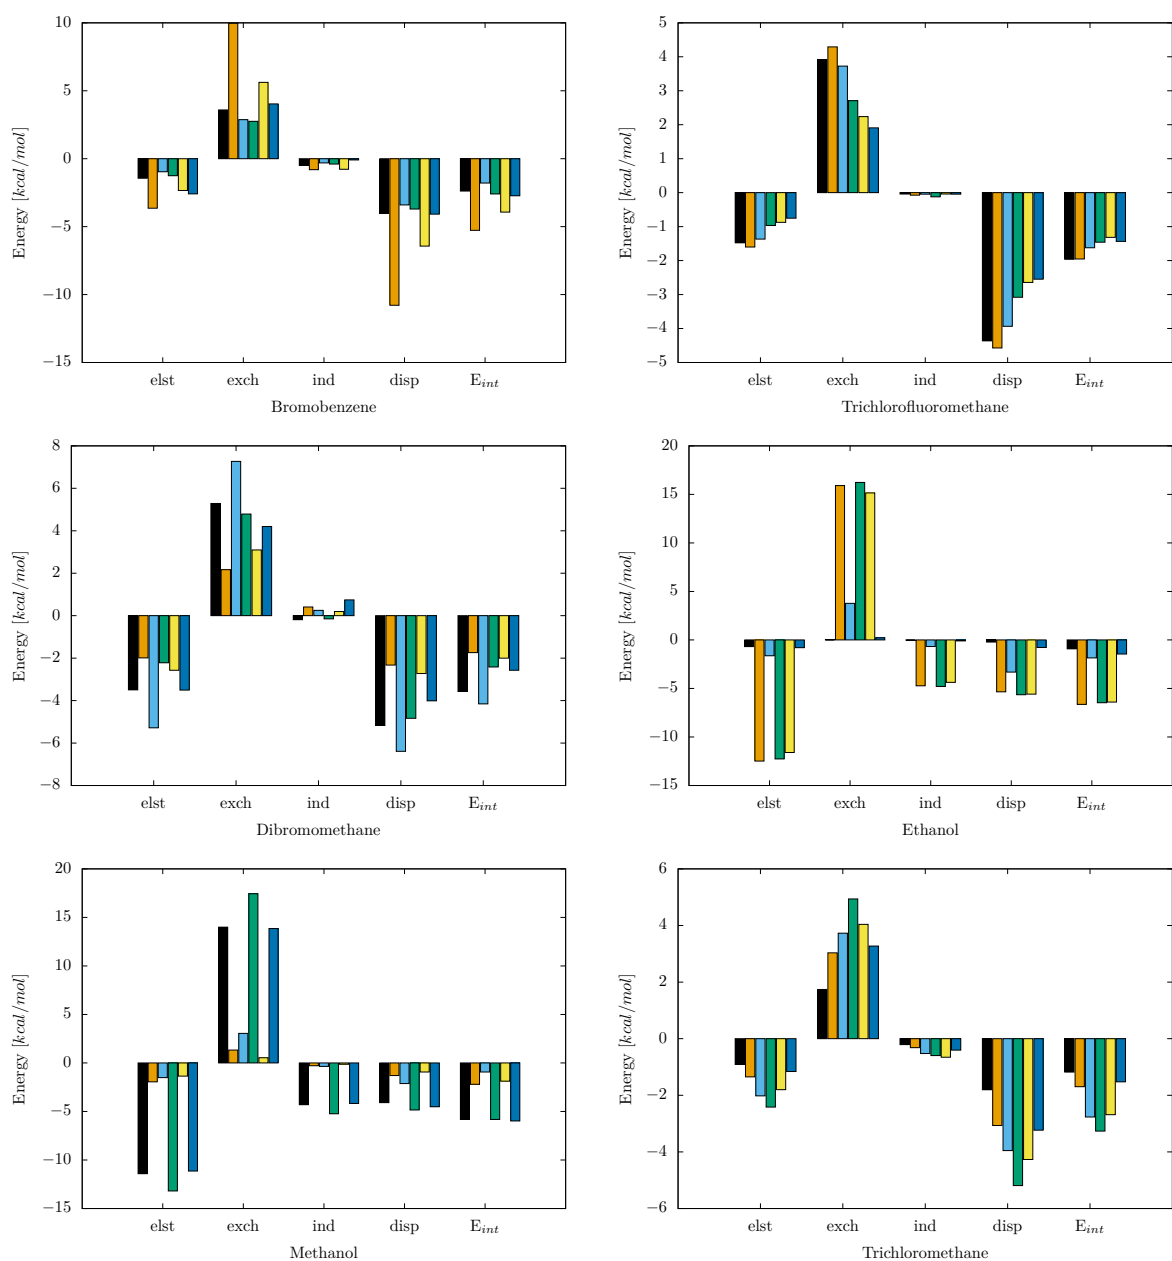 10
5
0
−5
−10
−15
Energy [kcal/mol]
elst exch ind disp E_int
Bromobenzene
5
4
3
2
1
0
−1
−2
−3
−4
−5
Energy [kcal/mol]
elst exch ind disp E_int
Trichlorofluoromethane
8
6
4
2
0
−2
−4
−6
−8
Energy [kcal/mol]
elst exch ind disp E_int
Dibromomethane
20
15
10
5
0
−5
−10
−15
Energy [kcal/mol]
elst exch ind disp E_int
Ethanol
20
15
10
5
0
−5
−10
−15
Energy [kcal/mol]
elst exch ind disp E_int
Methanol
6
4
2
0
−2
−4
−6
Energy [kcal/mol]
elst exch ind disp E_int
Trichloromethane